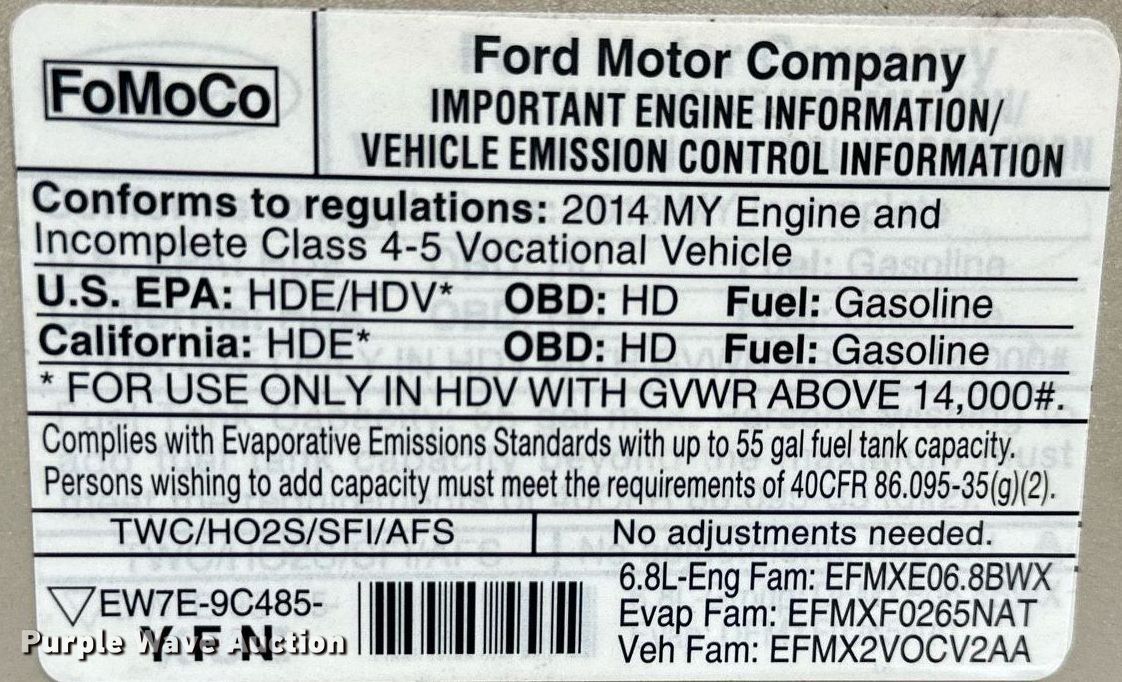 FoMoCo
Ford Motor Company
IMPORTANT ENGINE INFORMATION/
VEHICLE EMISSION CONTROL INFORMATION
Conforms to regulations: 2014 MY Engine and
Incomplete Class 4-5 Vocational Vehicle
U.S. EPA: HDE/HDV* OBD: HD Fuel: Gasoline
California: HDE* OBD: HD Fuel: Gasoline
* FOR USE ONLY IN HDV WITH GVWR ABOVE 14,000#.
Complies with Evaporative Emissions Standards with up to 55 gal fuel tank capacity.
Persons wishing to add capacity must meet the requirements of 40CFR 86.095-35(g)(2).
TWC/HO2S/SFI/AFS
No adjustments needed.
EW7E-9C485-
YFN
6.8L-Eng Fam: EFMXE06.8BWX
Evap Fam: EFMXF0265NAT
Veh Fam: EFMX2VOCV2AA
Purple Wave Auction